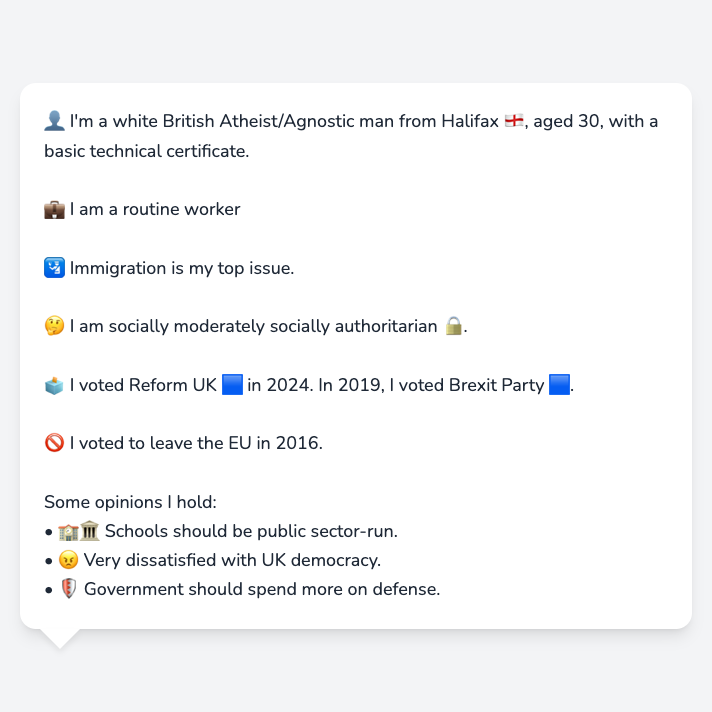 👤 I'm a white British Atheist/Agnostic man from Halifax 🏴󠁧󠁢󠁥󠁮󠁧󠁿, aged 30, with a
basic technical certificate.
💼 I am a routine worker
🛂 Immigration is my top issue.
🤔 I am socially moderately socially authoritarian 🔒.
🗳️ I voted Reform UK 🟦 in 2024. In 2019, I voted Brexit Party 🟦.
🚫 I voted to leave the EU in 2016.
Some opinions I hold:
• 🏫🏛️ Schools should be public sector-run.
• 😠 Very dissatisfied with UK democracy.
• 🛡️ Government should spend more on defense.